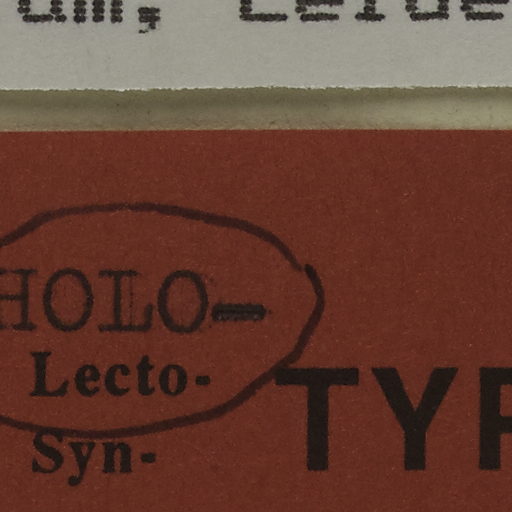 HOLO-
Lecto-
TYP
Syn-